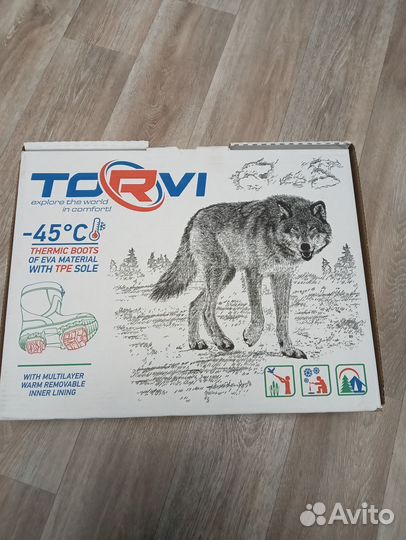 TORVI
explore the world
in comfort!
-45°C
THERMIC BOOTS
OF EVA MATERIAL
WITH TPE SOLE
WITH MULTILAYER
WARM REMOVABLE
INNER LINING
Avito